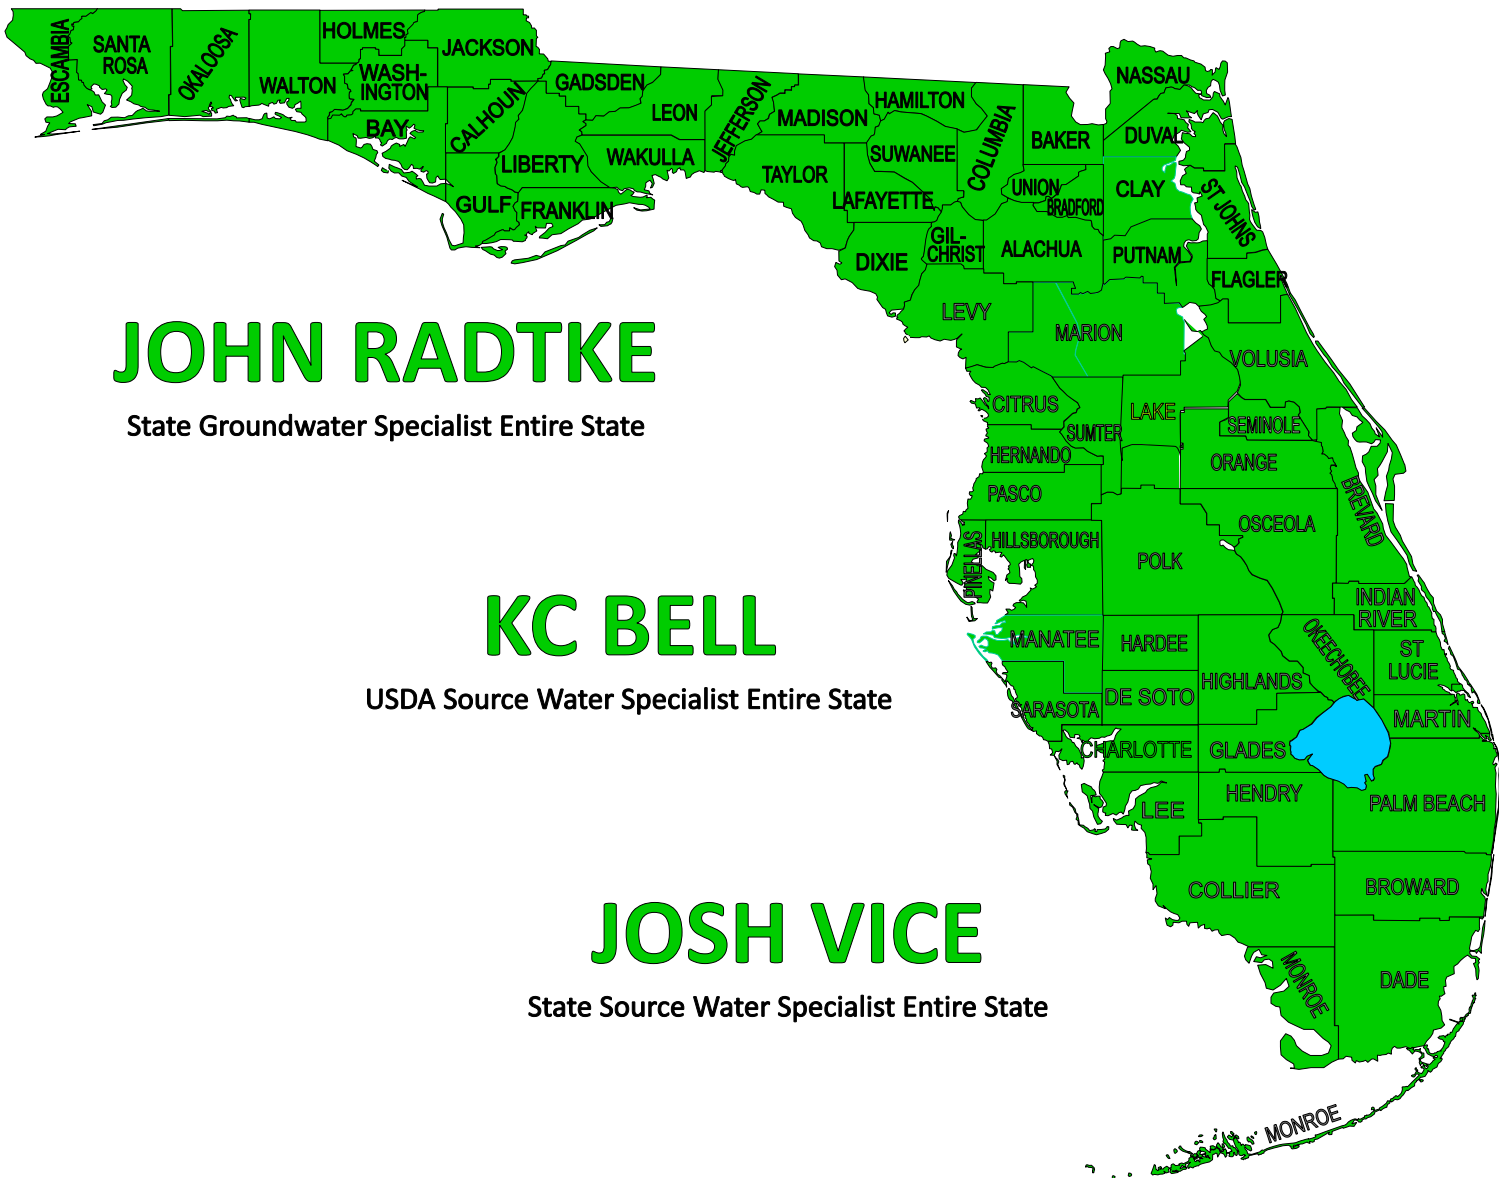 ESCAMBIA
SANTA
ROSA
OKALOOSA
WALTON
HOLMES
WASH-
INGTON
BAY
JACKSON
CALHOUN
GULF
GADSDEN
LIBERTY
FRANKLIN
LEON
WAKULLA
JEFFERSON
MADISON
TAYLOR
HAMILTON
SUWANEE
LAFAYETTE
DIXIE
COLUMBIA
GIL-
CHRIST
BAKER
UNION
BRADFORD
ALACHUA
NASSAU
DUVAL
CLAY
ST JOHNS
PUTNAM
FLAGLER
LEVY
MARION
VOLUSIA
JOHN RADTKE
State Groundwater Specialist Entire State
CITRUS
SUMTER
LAKE
SEMINOLE
HERNANDO
ORANGE
PASCO
BREVARD
OSCEOLA
PINELLAS
HILLSBOROUGH
POLK
KC BELL
USDA Source Water Specialist Entire State
INDIAN
RIVER
MANATEE
HARDEE
OKEECHOBEE
ST
LUCIE
HIGHLANDS
SARASOTA
DE SOTO
MARTIN
CHARLOTTE
GLADES
LEE
HENDRY
PALM BEACH
COLLIER
BROWARD
JOSH VICE
State Source Water Specialist Entire State
MONROE
DADE
MONROE